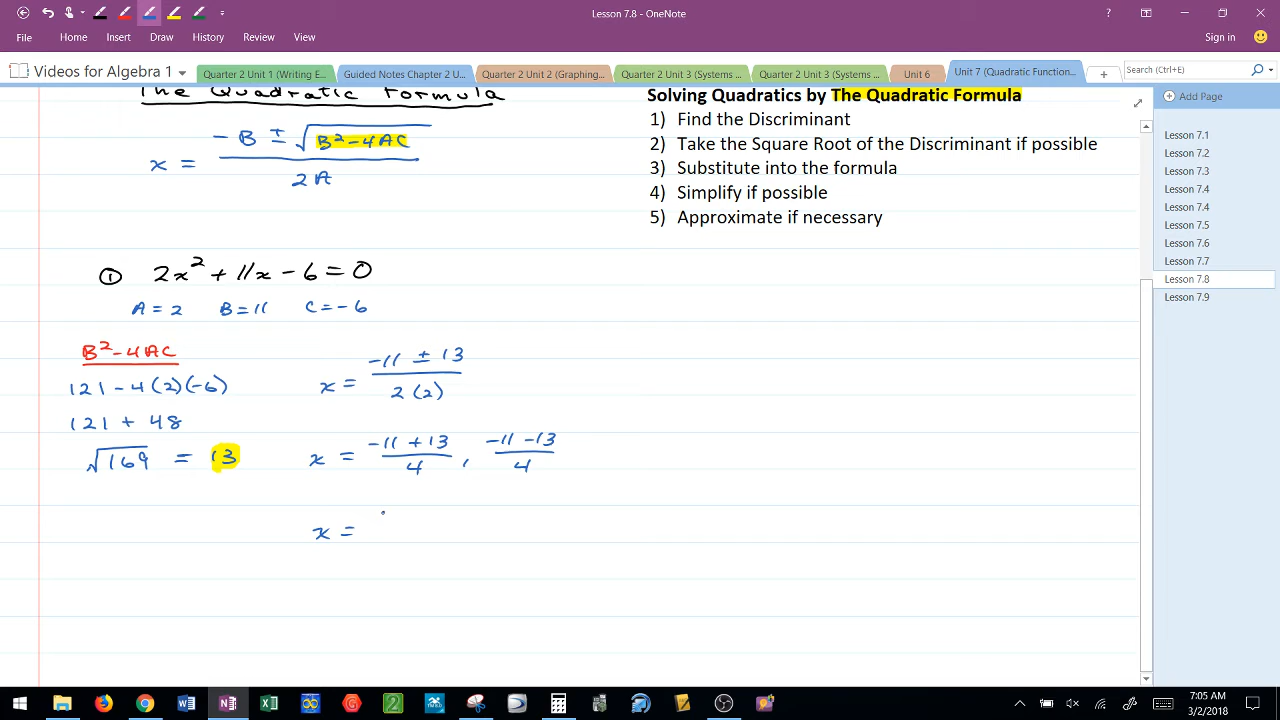 Lesson 7.8 - OneNote
File Home Insert Draw History Review View Sign in
Videos for Algebra 1
Quarter 2 Unit 1 (Writing E... Guided Notes Chapter 2 U... Quarter 2 Unit 2 (Graphing... Quarter 2 Unit 3 (Systems ... Quarter 2 Unit 3 (Systems ... Unit 6 Unit 7 (Quadratic Function... Search (Ctrl+E)
Add Page
Lesson 7.1
Lesson 7.2
Lesson 7.3
Lesson 7.4
Lesson 7.4
Lesson 7.5
Lesson 7.6
Lesson 7.7
Lesson 7.8
Lesson 7.9
The Quadratic Formula
x = (-B ± √(B²-4AC)) / 2A
Solving Quadratics by The Quadratic Formula
1) Find the Discriminant
2) Take the Square Root of the Discriminant if possible
3) Substitute into the formula
4) Simplify if possible
5) Approximate if necessary
① 2x² + 11x - 6 = 0
A = 2 B = 11 C = -6
B² - 4AC
121 - 4(2)(-6)
121 + 48
√169 = 13
x = (-11 ± 13) / 2(2)
x = (-11 + 13) / 4 , (-11 - 13) / 4
x =
7:05 AM
3/2/2018